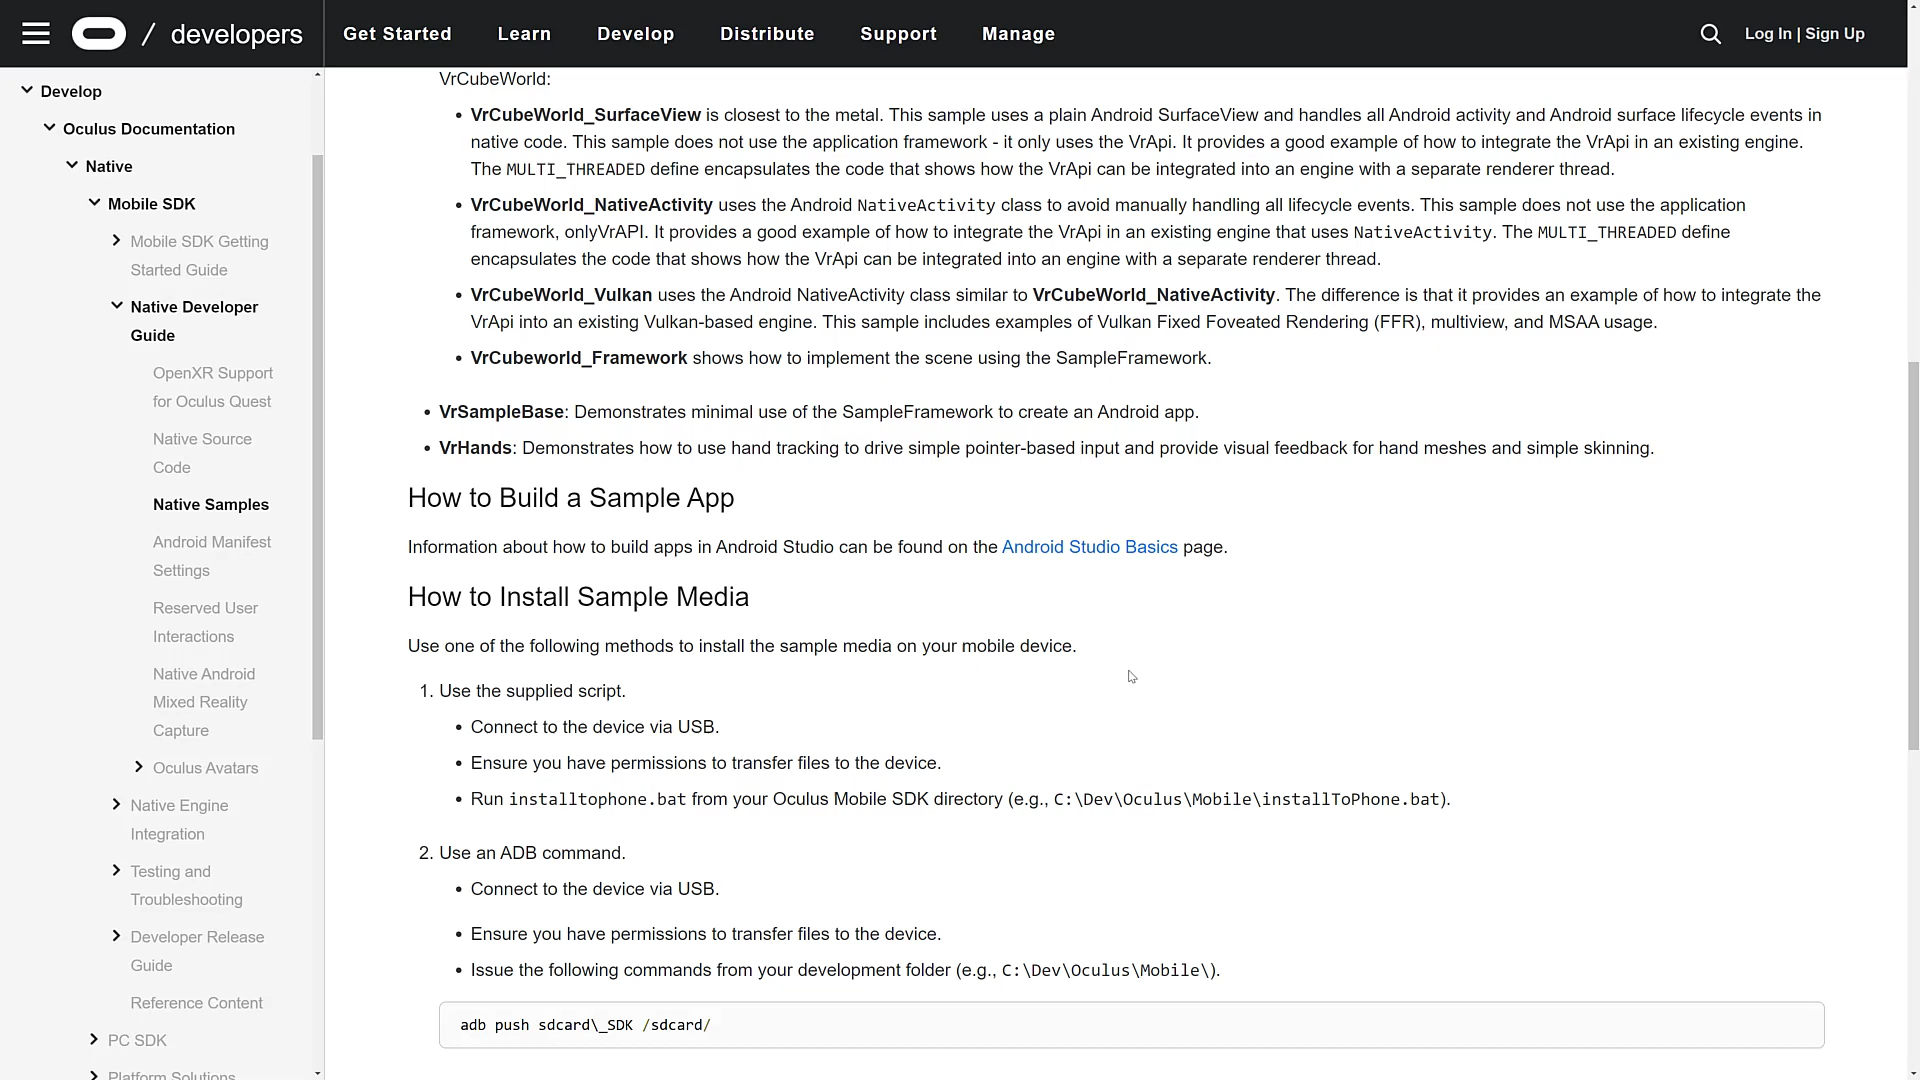 / developers
Get Started
Learn
Develop
Distribute
Support
Manage
Log In | Sign Up
Develop
Oculus Documentation
Native
Mobile SDK
Mobile SDK Getting
Started Guide
Native Developer
Guide
OpenXR Support
for Oculus Quest
Native Source
Code
Native Samples
Android Manifest
Settings
Reserved User
Interactions
Native Android
Mixed Reality
Capture
Oculus Avatars
Native Engine
Integration
Testing and
Troubleshooting
Developer Release
Guide
Reference Content
PC SDK
Platform Solutions
VrCubeWorld:
• VrCubeWorld_SurfaceView is closest to the metal. This sample uses a plain Android SurfaceView and handles all Android activity and Android surface lifecycle events in
native code. This sample does not use the application framework - it only uses the VrApi. It provides a good example of how to integrate the VrApi in an existing engine.
The MULTI_THREADED define encapsulates the code that shows how the VrApi can be integrated into an engine with a separate renderer thread.
• VrCubeWorld_NativeActivity uses the Android NativeActivity class to avoid manually handling all lifecycle events. This sample does not use the application
framework, onlyVrAPI. It provides a good example of how to integrate the VrApi in an existing engine that uses NativeActivity. The MULTI_THREADED define
encapsulates the code that shows how the VrApi can be integrated into an engine with a separate renderer thread.
• VrCubeWorld_Vulkan uses the Android NativeActivity class similar to VrCubeWorld_NativeActivity. The difference is that it provides an example of how to integrate the
VrApi into an existing Vulkan-based engine. This sample includes examples of Vulkan Fixed Foveated Rendering (FFR), multiview, and MSAA usage.
• VrCubeworld_Framework shows how to implement the scene using the SampleFramework.
• VrSampleBase: Demonstrates minimal use of the SampleFramework to create an Android app.
• VrHands: Demonstrates how to use hand tracking to drive simple pointer-based input and provide visual feedback for hand meshes and simple skinning.
How to Build a Sample App
Information about how to build apps in Android Studio can be found on the Android Studio Basics page.
How to Install Sample Media
Use one of the following methods to install the sample media on your mobile device.
1. Use the supplied script.
• Connect to the device via USB.
• Ensure you have permissions to transfer files to the device.
• Run installtophone.bat from your Oculus Mobile SDK directory (e.g., C:\Dev\Oculus\Mobile\installToPhone.bat).
2. Use an ADB command.
• Connect to the device via USB.
• Ensure you have permissions to transfer files to the device.
• Issue the following commands from your development folder (e.g., C:\Dev\Oculus\Mobile\).
adb push sdcard\_SDK /sdcard/